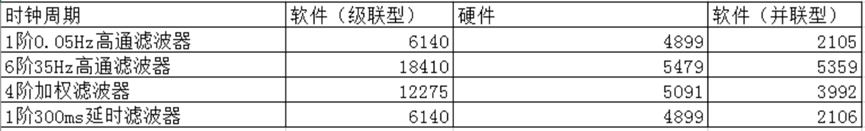 时钟周期 软件（级联型） 硬件 软件（并联型）
1阶0.05Hz高通滤波器 6140 4899 2105
6阶35Hz高通滤波器 18410 5479 5359
4阶加权滤波器 12275 5091 3992
1阶300ms延时滤波器 6140 4899 2106